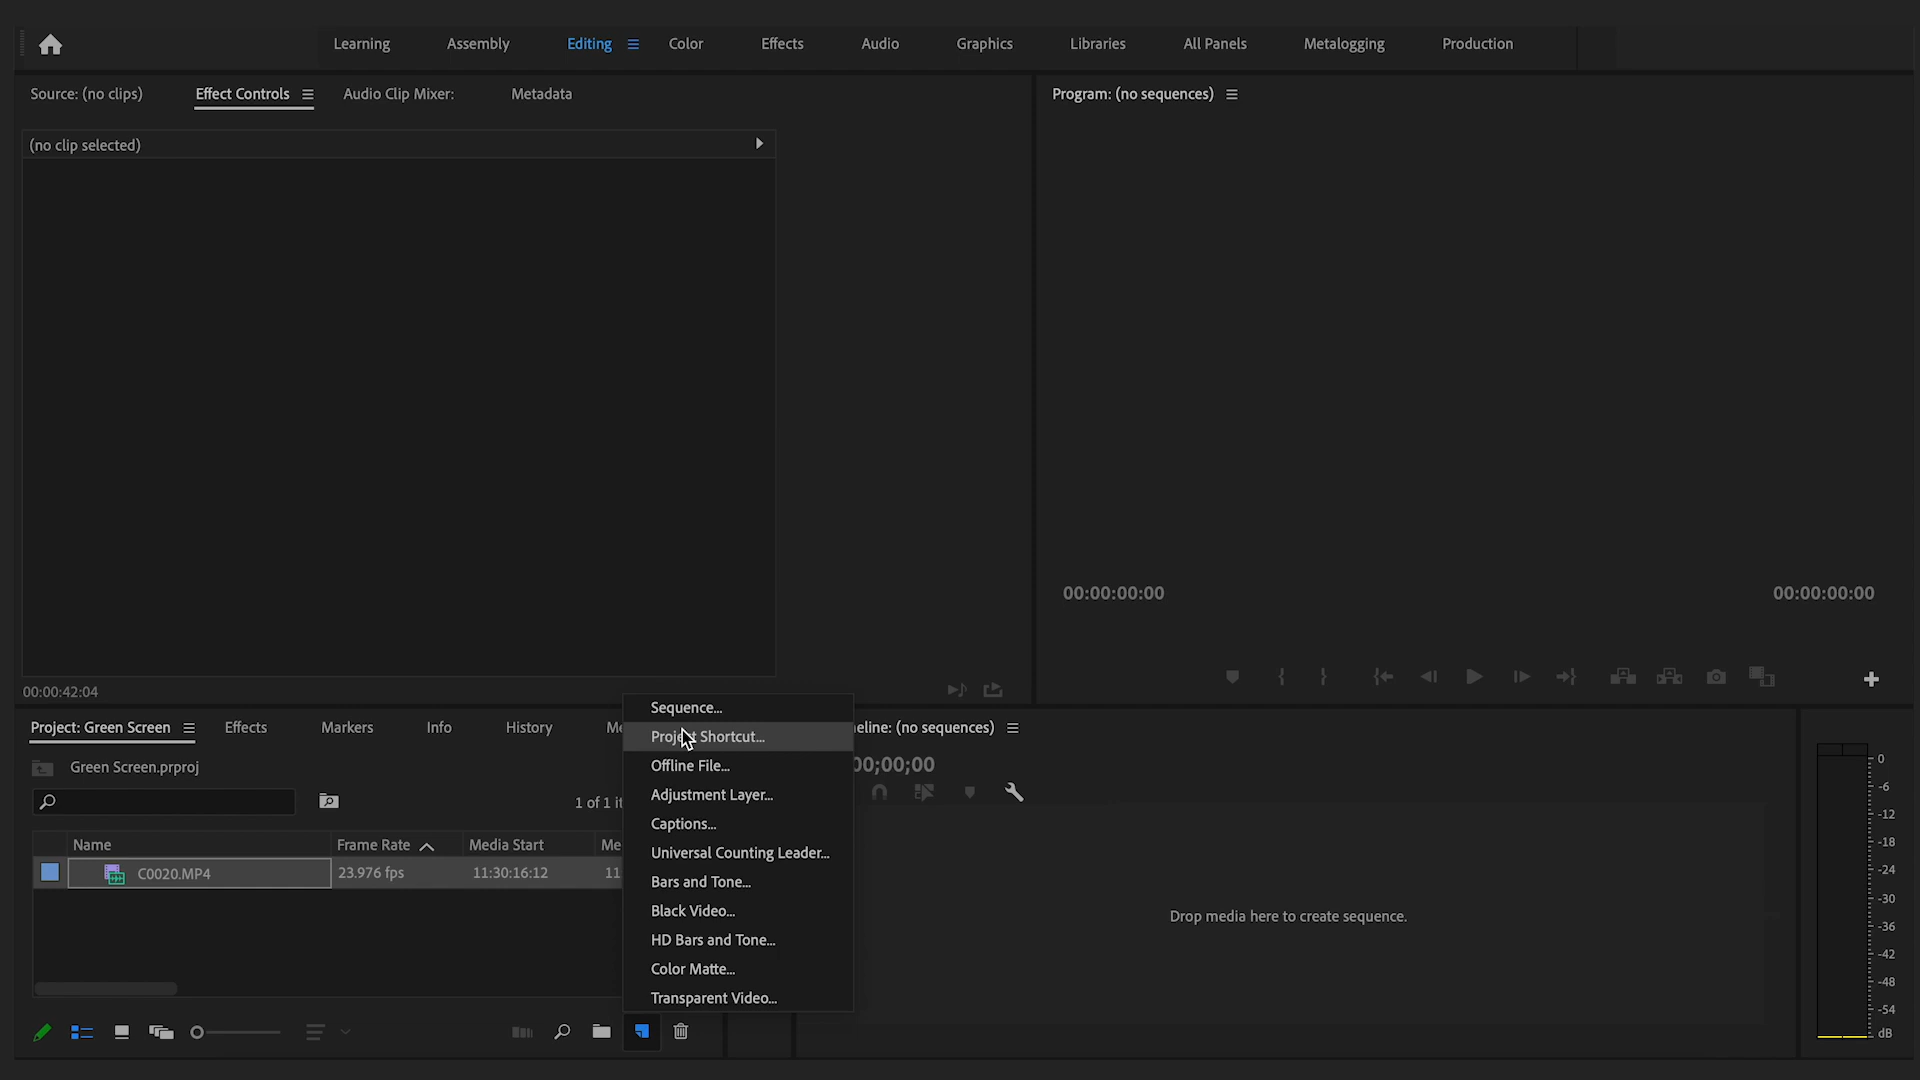 Learning Assembly Editing Color Effects Audio Graphics Libraries All Panels Metalogging Production
Source: (no clips) Effect Controls Audio Clip Mixer: Metadata
Program: (no sequences)
(no clip selected)
00:00:00:00 00:00:00:00
00:00:42:04
Project: Green Screen Effects Markers Info History Me
Green Screen.prproj
1 of 1 it
Name Frame Rate Media Start Me
C0020.MP4 23.976 fps 11:30:16:12 11
Sequence...
Project Shortcut...
Offline File...
Adjustment Layer...
Captions...
Universal Counting Leader...
Bars and Tone...
Black Video...
HD Bars and Tone...
Color Matte...
Transparent Video...
eline: (no sequences)
00;00;00
Drop media here to create sequence.
0
-6
-12
-18
-24
-30
-36
-42
-48
-54
dB